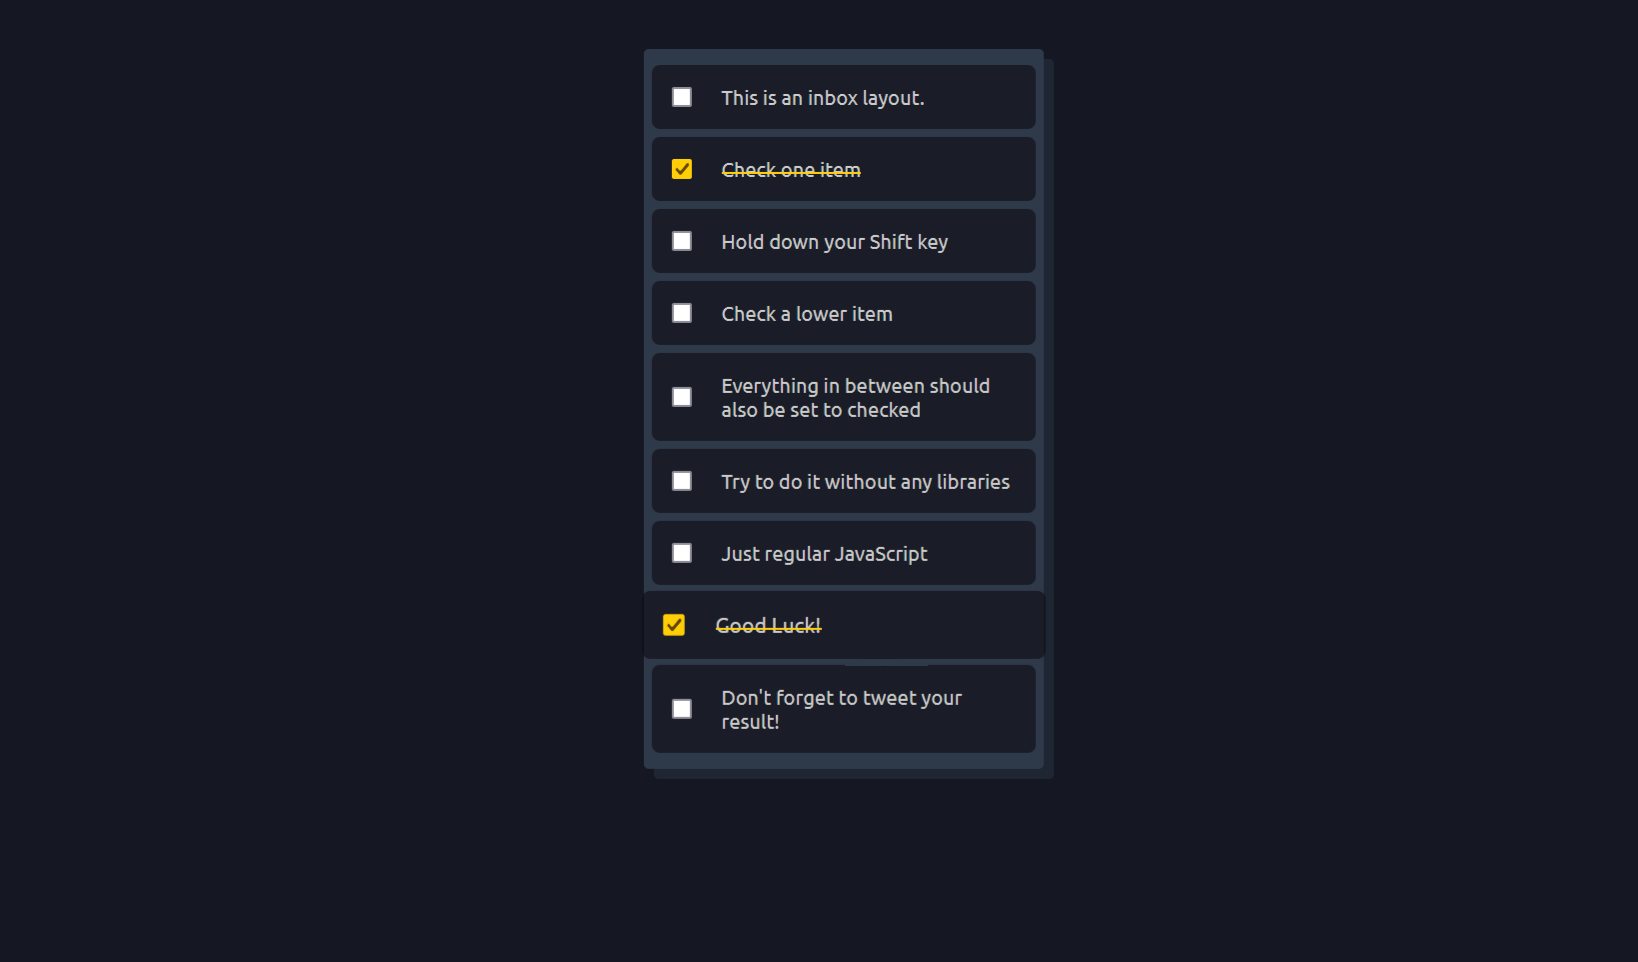 This is an inbox layout.
Check one item
Hold down your Shift key
Check a lower item
Everything in between should
also be set to checked
Try to do it without any libraries
Just regular JavaScript
Good Luck!
Don't forget to tweet your
result!